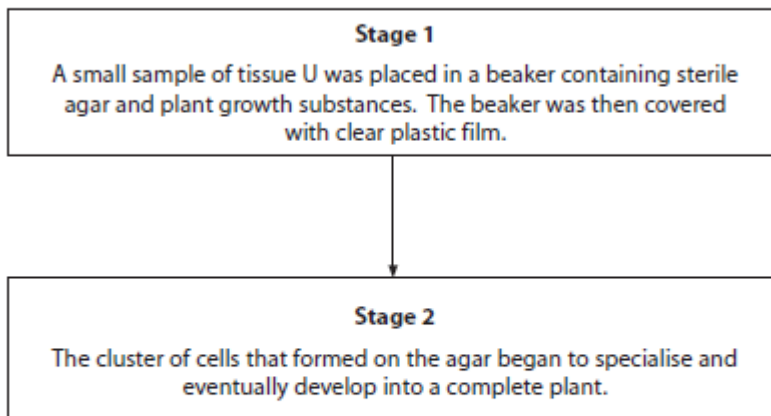 Stage 1
A small sample of tissue U was placed in a beaker containing sterile
agar and plant growth substances. The beaker was then covered
with clear plastic film.
Stage 2
The cluster of cells that formed on the agar began to specialise and
eventually develop into a complete plant.